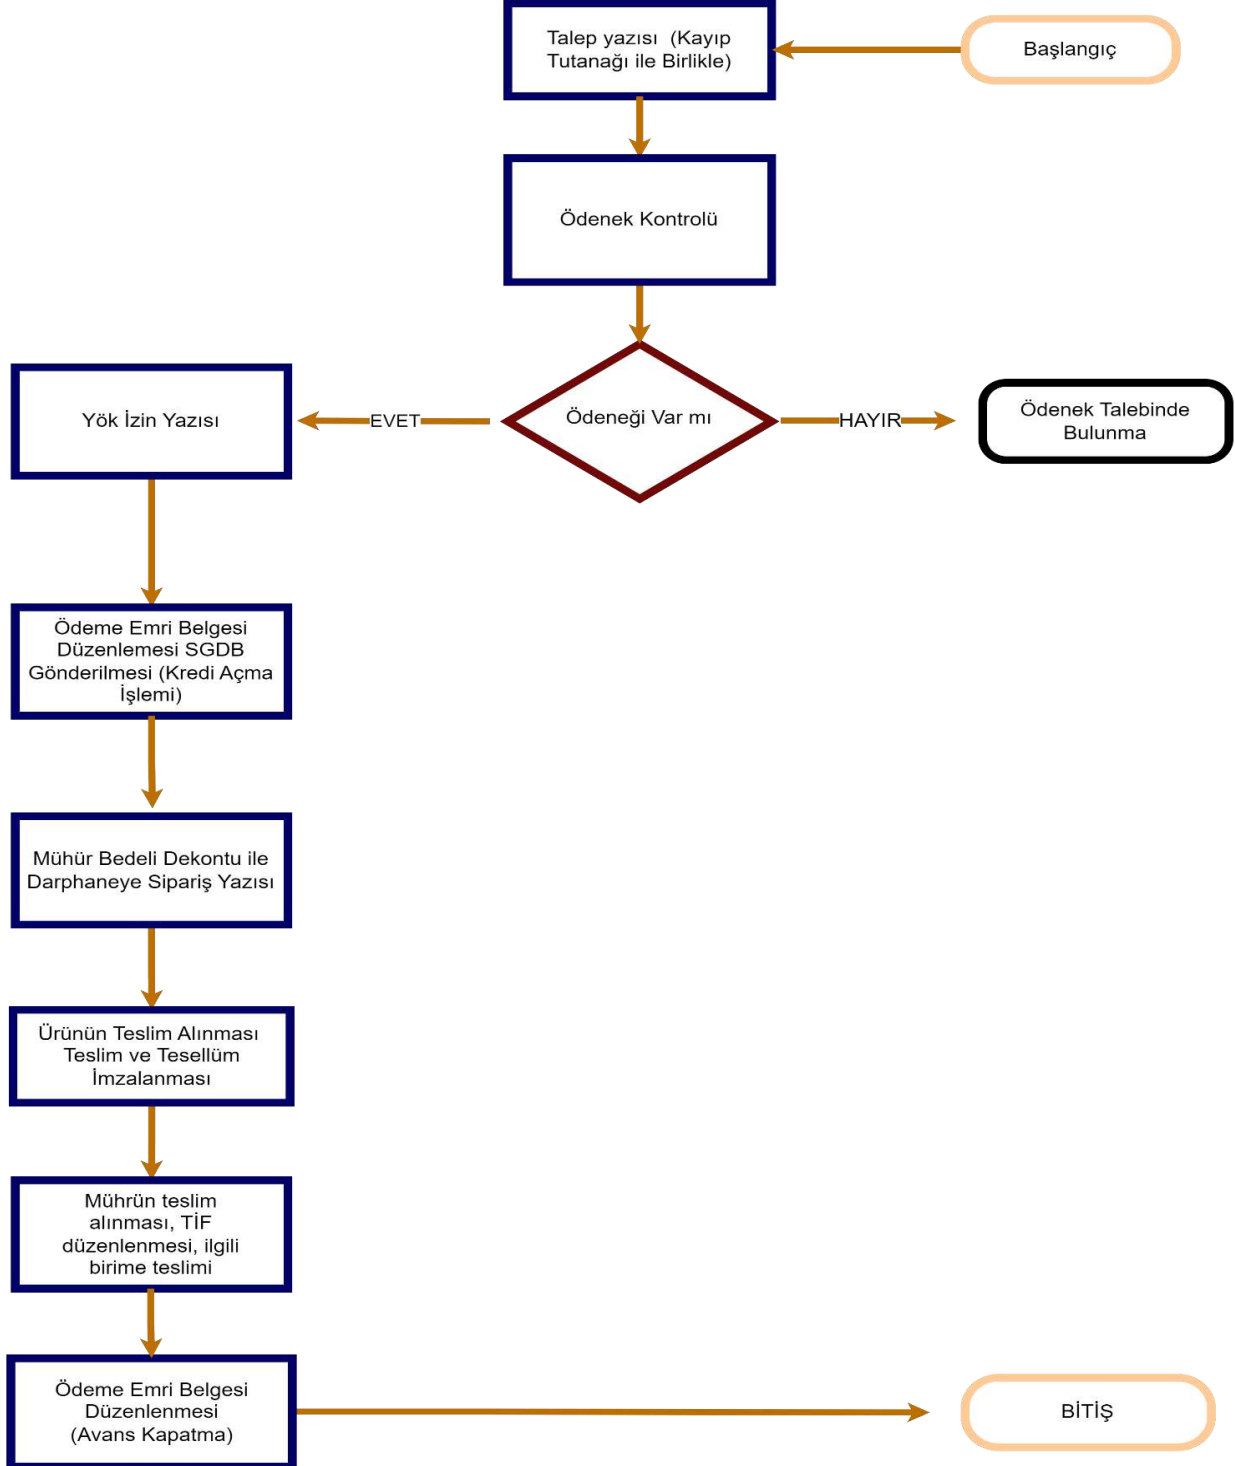 Başlangıç
Talep yazısı (Kayıp
Tutanağı ile Birlikle)
Ödenek Kontrolü
Ödeneği Var mı
EVET
HAYIR
Yök İzin Yazısı
Ödenek Talebinde
Bulunma
Ödeme Emri Belgesi
Düzenlemesi SGDB
Gönderilmesi (Kredi Açma
İşlemi)
Mühür Bedeli Dekontu ile
Darphaneye Sipariş Yazısı
Ürünün Teslim Alınması
Teslim ve Tesellüm
İmzalanması
Mührün teslim
alınması, TİF
düzenlenmesi, ilgili
birime teslimi
Ödeme Emri Belgesi
Düzenlenmesi
(Avans Kapatma)
BİTİŞ